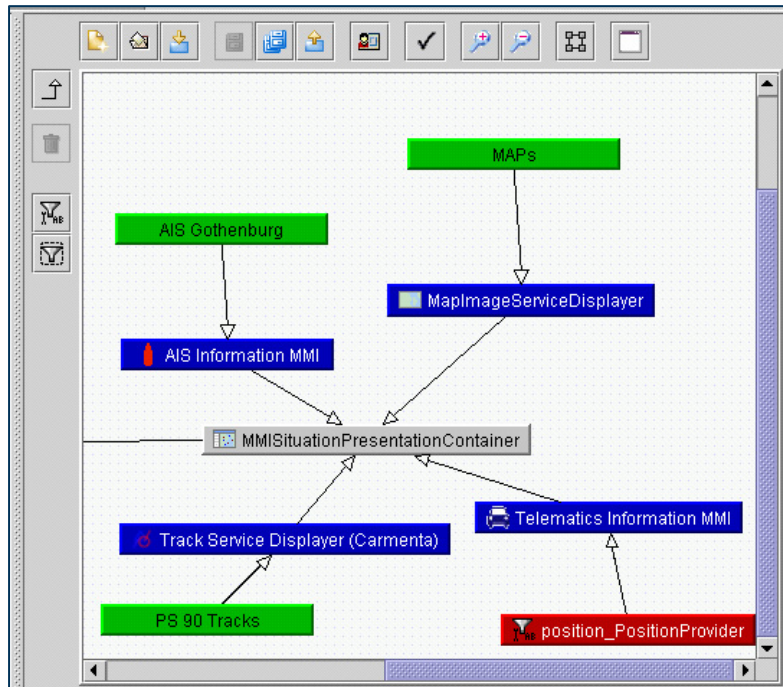 MAPs
AIS Gothenburg
MapImageServiceDisplayer
AIS Information MMI
MMISituationPresentationContainer
Telematics Information MMI
Track Service Displayer (Carmenta)
PS 90 Tracks
position_PositionProvider